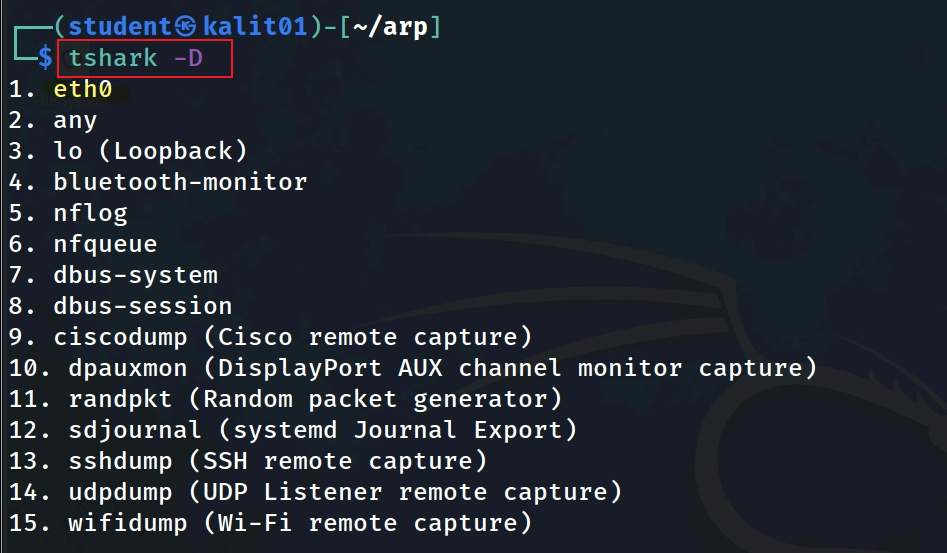 (student㉿kalit01)-[~/arp]
$ tshark -D
1. eth0
2. any
3. lo (Loopback)
4. bluetooth-monitor
5. nflog
6. nfqueue
7. dbus-system
8. dbus-session
9. ciscodump (Cisco remote capture)
10. dpauxmon (DisplayPort AUX channel monitor capture)
11. randpkt (Random packet generator)
12. sdjournal (systemd Journal Export)
13. sshdump (SSH remote capture)
14. udpdump (UDP Listener remote capture)
15. wifidump (Wi-Fi remote capture)